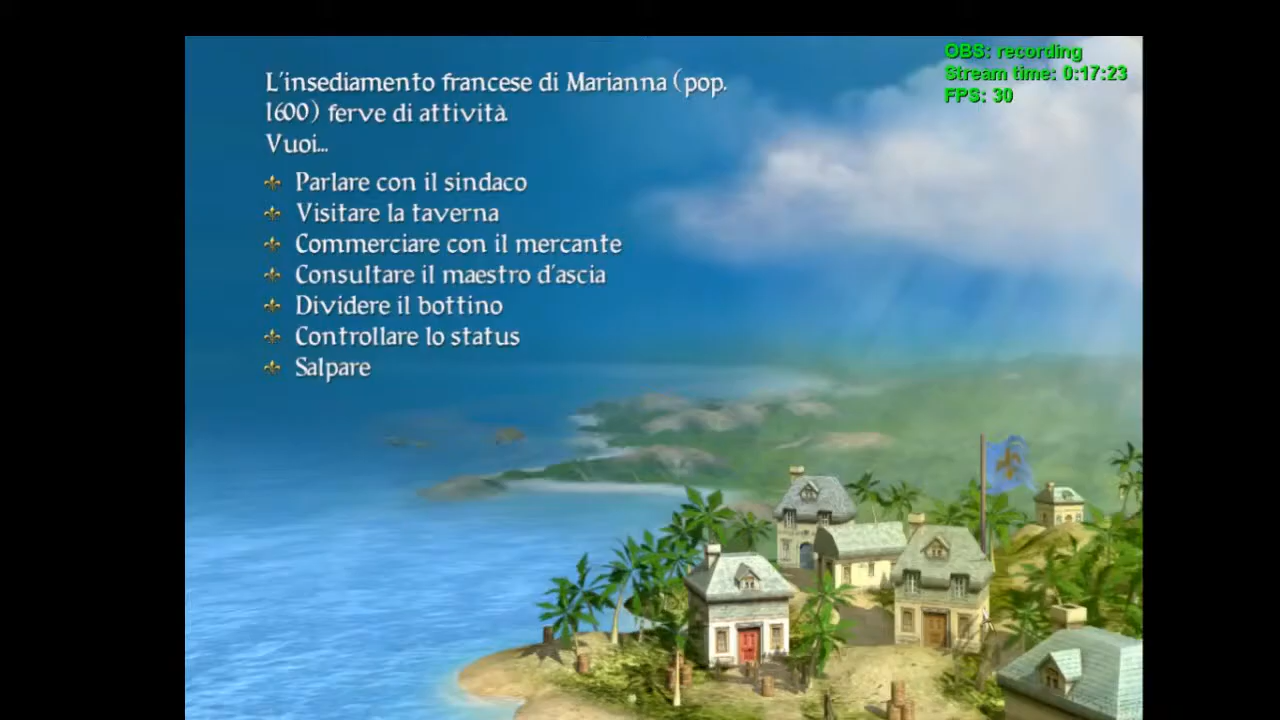 L'insediamento francese di Marianna (pop.
1600) ferve di attività.
Vuoi...
Parlare con il sindaco
Visitare la taverna
Commerciare con il mercante
Consultare il maestro d'ascia
Dividere il bottino
Controllare lo status
Salpare
OBS: recording
Stream time: 0:17:23
FPS: 30